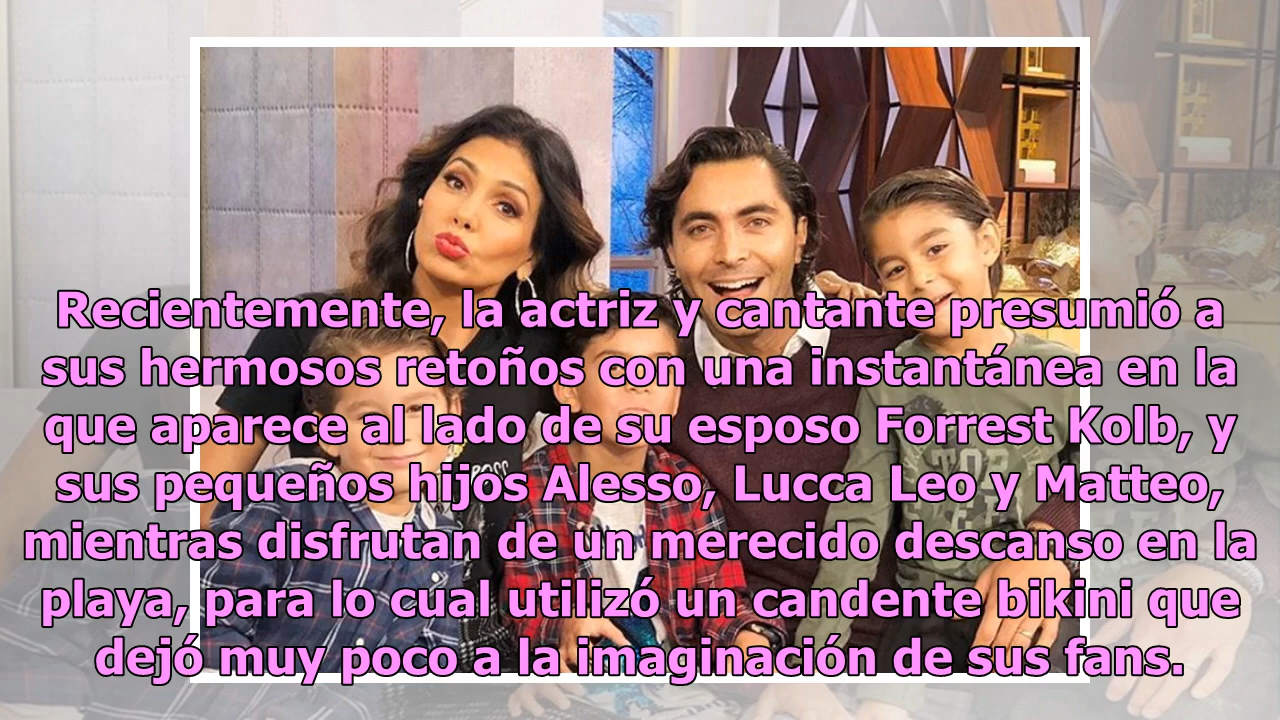 Recientemente, la actriz y cantante presumió a
sus hermosos retoños con una instantánea en la
que aparece al lado de su esposo Forrest Kolb, y
sus pequeños hijos Alesso, Lucca Leo y Matteo,
mientras disfrutan de un merecido descanso en la
playa, para lo cual utilizó un candente bikini que
dejó muy poco a la imaginación de sus fans.